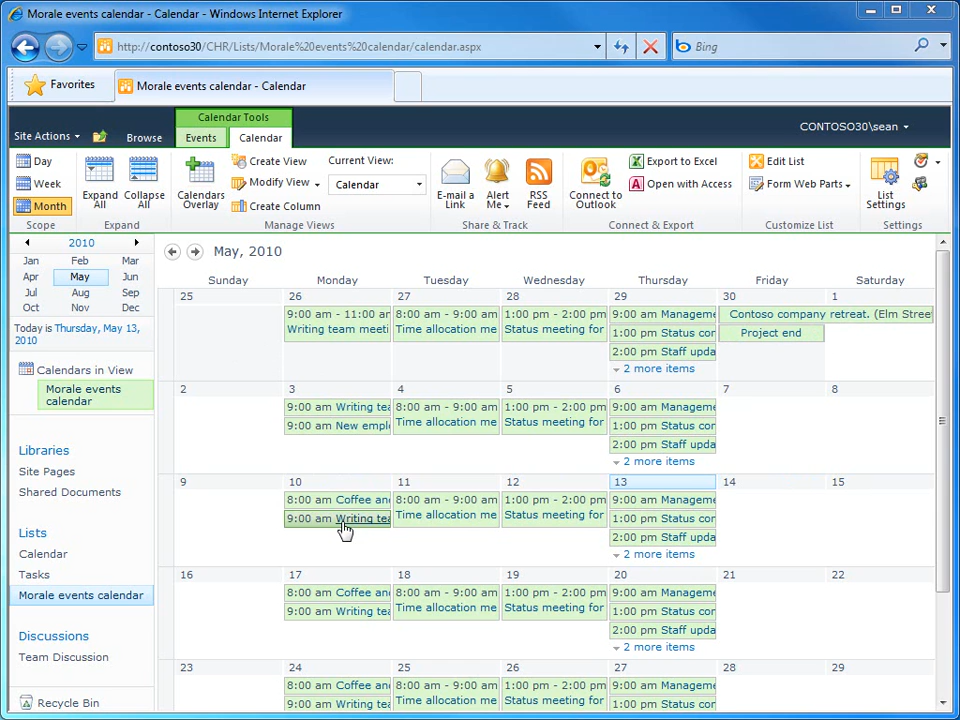 Morale events calendar - Calendar - Windows Internet Explorer
http://contoso30/CHR/Lists/Morale%20events%20calendar/calendar.aspx
Bing
Favorites
Morale events calendar - Calendar
Calendar Tools
Site Actions
Browse
Events
Calendar
CONTOSO30\sean
Day
Week
Month
Scope
Expand All
Collapse All
Expand
Calendars Overlay
Create View
Modify View
Create Column
Current View:
Calendar
Manage Views
E-mail a Link
Alert Me
RSS Feed
Share & Track
Connect to Outlook
Export to Excel
Open with Access
Connect & Export
Edit List
Form Web Parts
Customize List
List Settings
Settings
2010
Jan Feb Mar
Apr May Jun
Jul Aug Sep
Oct Nov Dec
Today is Thursday, May 13,
2010
Calendars in View
Morale events
calendar
Libraries
Site Pages
Shared Documents
Lists
Calendar
Tasks
Morale events calendar
Discussions
Team Discussion
Recycle Bin
May, 2010
Sunday Monday Tuesday Wednesday Thursday Friday Saturday
25 26 27 28 29 30 1
9:00 am - 11:00 am
Writing team meeti
8:00 am - 9:00 am
Time allocation me
1:00 pm - 2:00 pm
Status meeting for
9:00 am Manageme
1:00 pm Status con
2:00 pm Staff upda
2 more items
Contoso company retreat. (Elm Stree
Project end
2 3 4 5 6 7 8
9:00 am Writing tea
9:00 am New emplo
8:00 am - 9:00 am
Time allocation me
1:00 pm - 2:00 pm
Status meeting for
9:00 am Manageme
1:00 pm Status con
2:00 pm Staff upda
2 more items
9 10 11 12 13 14 15
8:00 am Coffee and
9:00 am Writing tea
8:00 am - 9:00 am
Time allocation me
1:00 pm - 2:00 pm
Status meeting for
9:00 am Manageme
1:00 pm Status con
2:00 pm Staff upda
2 more items
16 17 18 19 20 21 22
8:00 am Coffee and
9:00 am Writing tea
8:00 am - 9:00 am
Time allocation me
1:00 pm - 2:00 pm
Status meeting for
9:00 am Manageme
1:00 pm Status con
2:00 pm Staff upda
2 more items
23 24 25 26 27 28 29
8:00 am Coffee and
9:00 am Writing tea
8:00 am - 9:00 am
Time allocation me
1:00 pm - 2:00 pm
Status meeting for
9:00 am Manageme
1:00 pm Status con